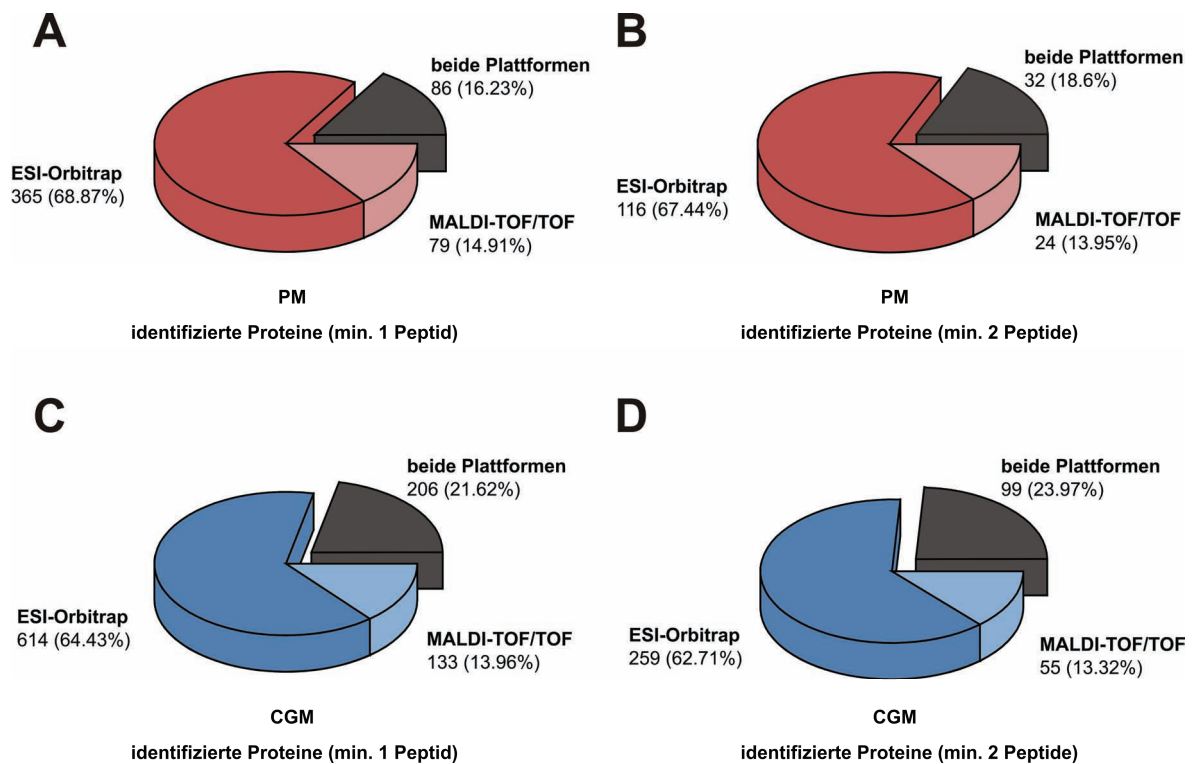 A
beide Plattformen
86 (16.23%)
ESI-Orbitrap
365 (68.87%)
MALDI-TOF/TOF
79 (14.91%)
PM
identifizierte Proteine (min. 1 Peptid)
B
beide Plattformen
32 (18.6%)
ESI-Orbitrap
116 (67.44%)
MALDI-TOF/TOF
24 (13.95%)
PM
identifizierte Proteine (min. 2 Peptide)
C
beide Plattformen
206 (21.62%)
ESI-Orbitrap
614 (64.43%)
MALDI-TOF/TOF
133 (13.96%)
CGM
identifizierte Proteine (min. 1 Peptid)
D
beide Plattformen
99 (23.97%)
ESI-Orbitrap
259 (62.71%)
MALDI-TOF/TOF
55 (13.32%)
CGM
identifizierte Proteine (min. 2 Peptide)